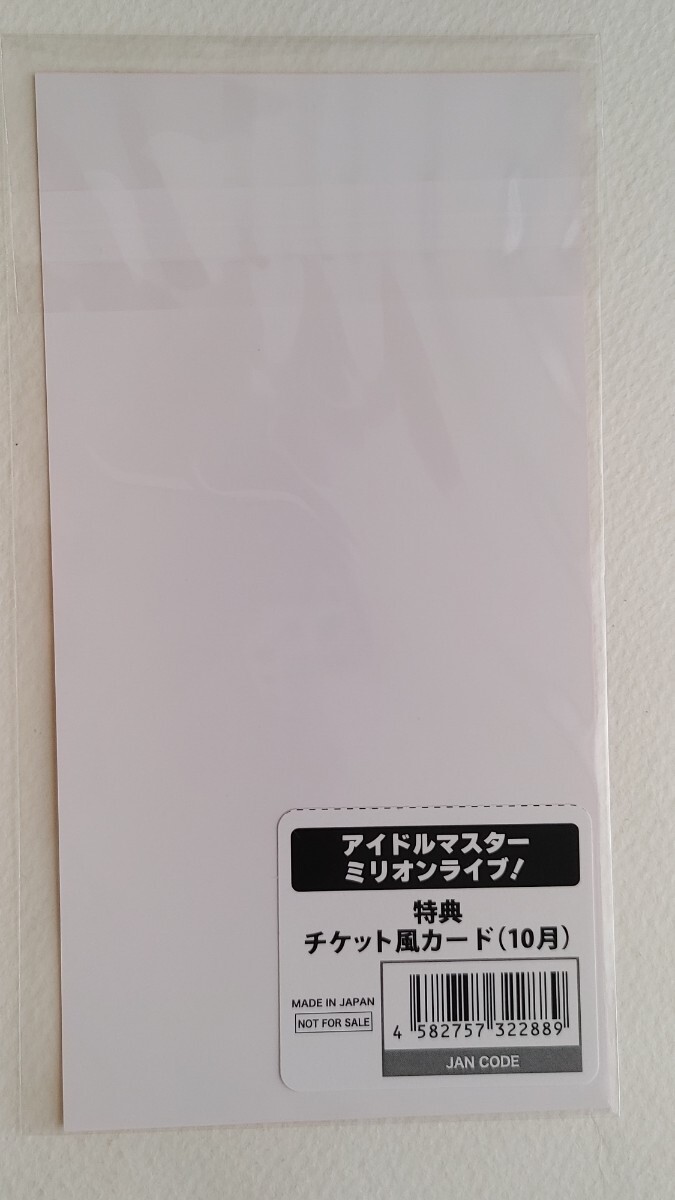 アイドルマスター
ミリオンライブ!
特典
チケット風カード(10月)
MADE IN JAPAN
NOT FOR SALE
4 582757 322889
JAN CODE